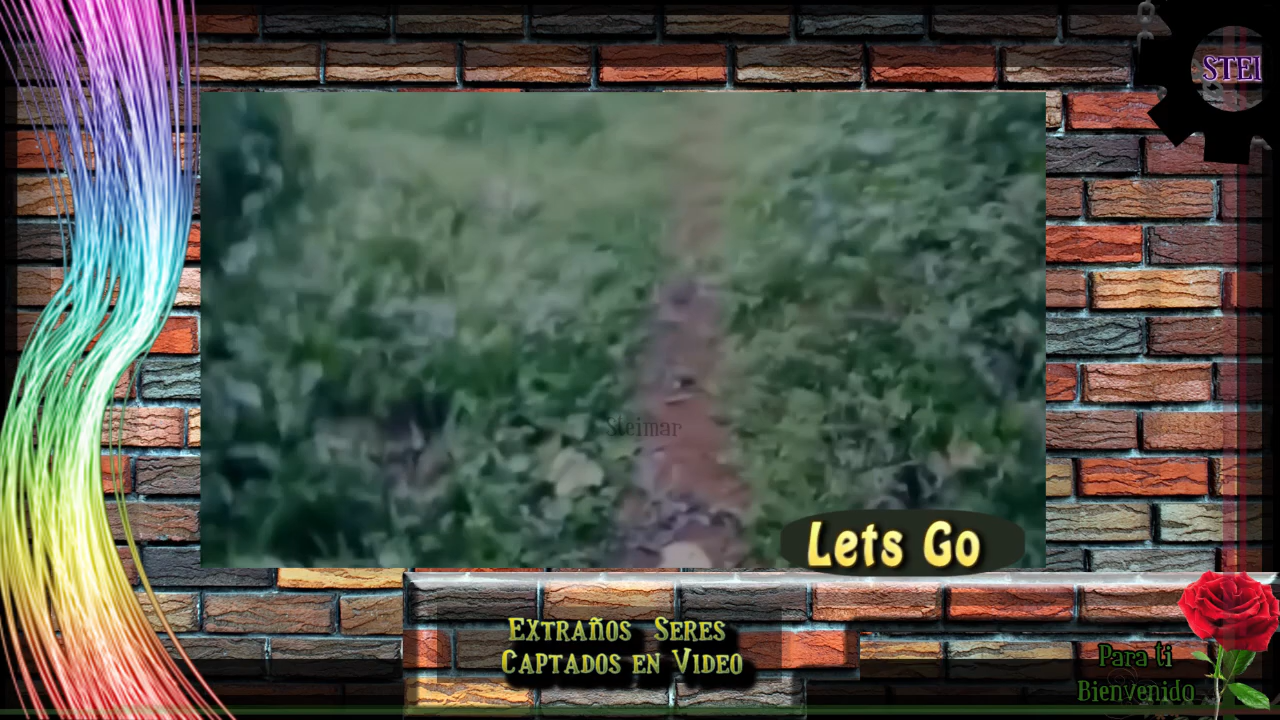 STEI
Steimar
Lets Go
Extraños Seres
Captados en Video
Para ti
Bienvenido